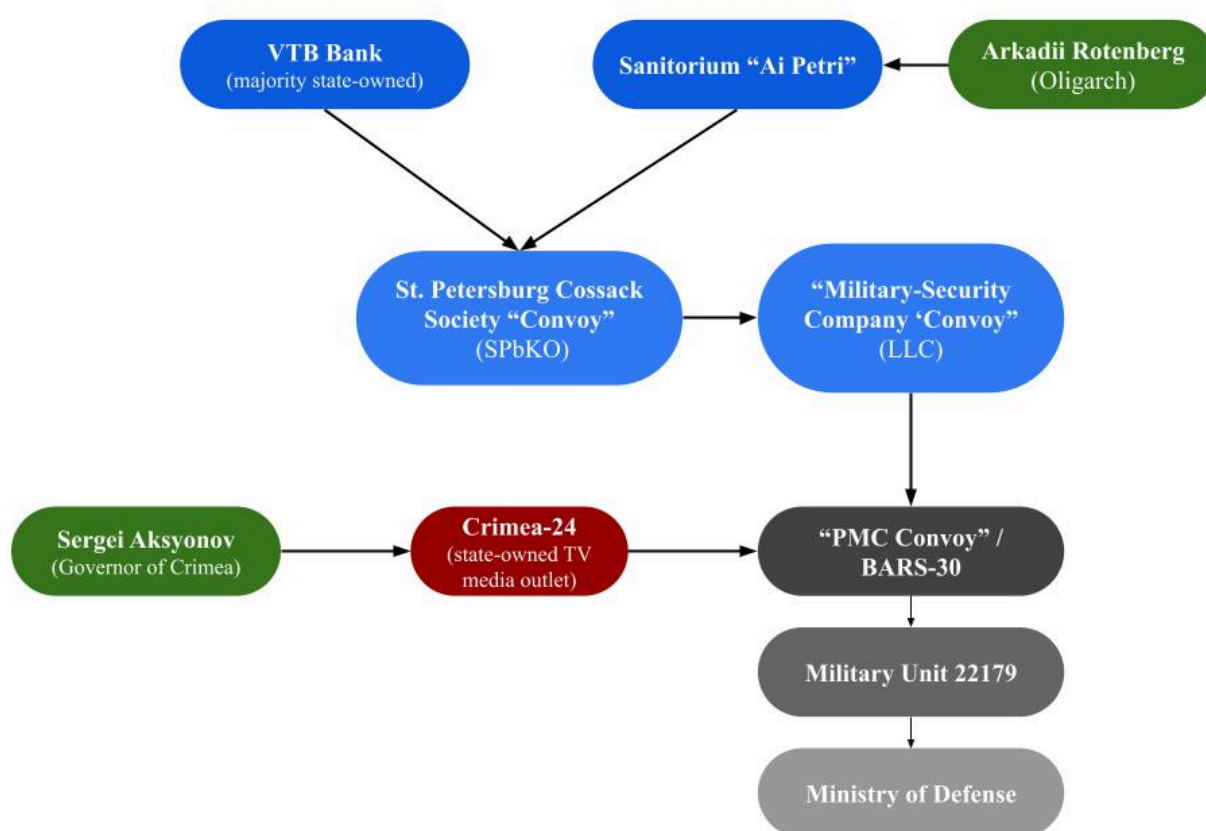 VTB Bank
(majority state-owned)
Sanitorium “Ai Petri”
Arkadii Rotenberg
(Oligarch)
St. Petersburg Cossack
Society “Convoy”
(SPbKO)
“Military-Security
Company ‘Convoy”
(LLC)
Sergei Aksyonov
(Governor of Crimea)
Crimea-24
(state-owned TV
media outlet)
“PMC Convoy” /
BARS-30
Military Unit 22179
Ministry of Defense